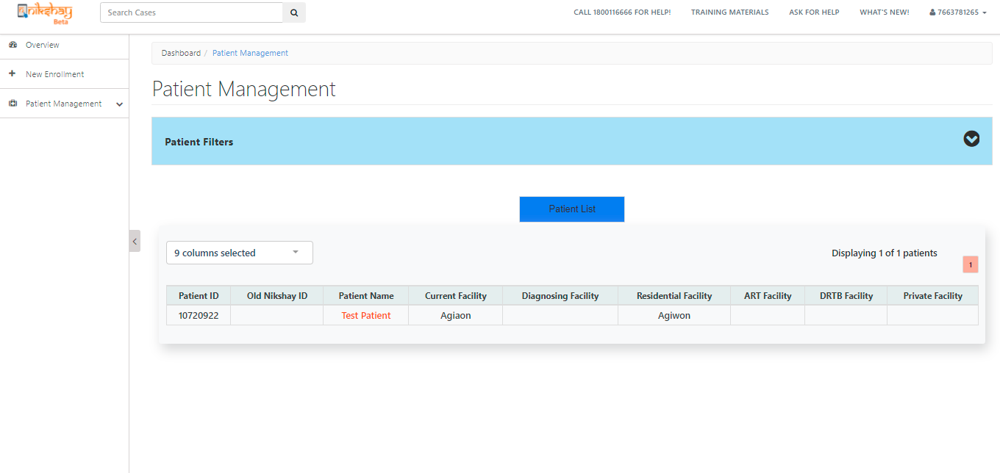 nikshay
Beta
Search Cases
CALL 1800116666 FOR HELP! TRAINING MATERIALS ASK FOR HELP WHAT'S NEW! 7663781265
Overview
New Enrollment
Patient Management
Dashboard / Patient Management
Patient Management
Patient Filters
Patient List
9 columns selected
Displaying 1 of 1 patients
1
Patient ID Old Nikshay ID Patient Name Current Facility Diagnosing Facility Residential Facility ART Facility DRTB Facility Private Facility
10720922 Test Patient Agiaon Agiwon